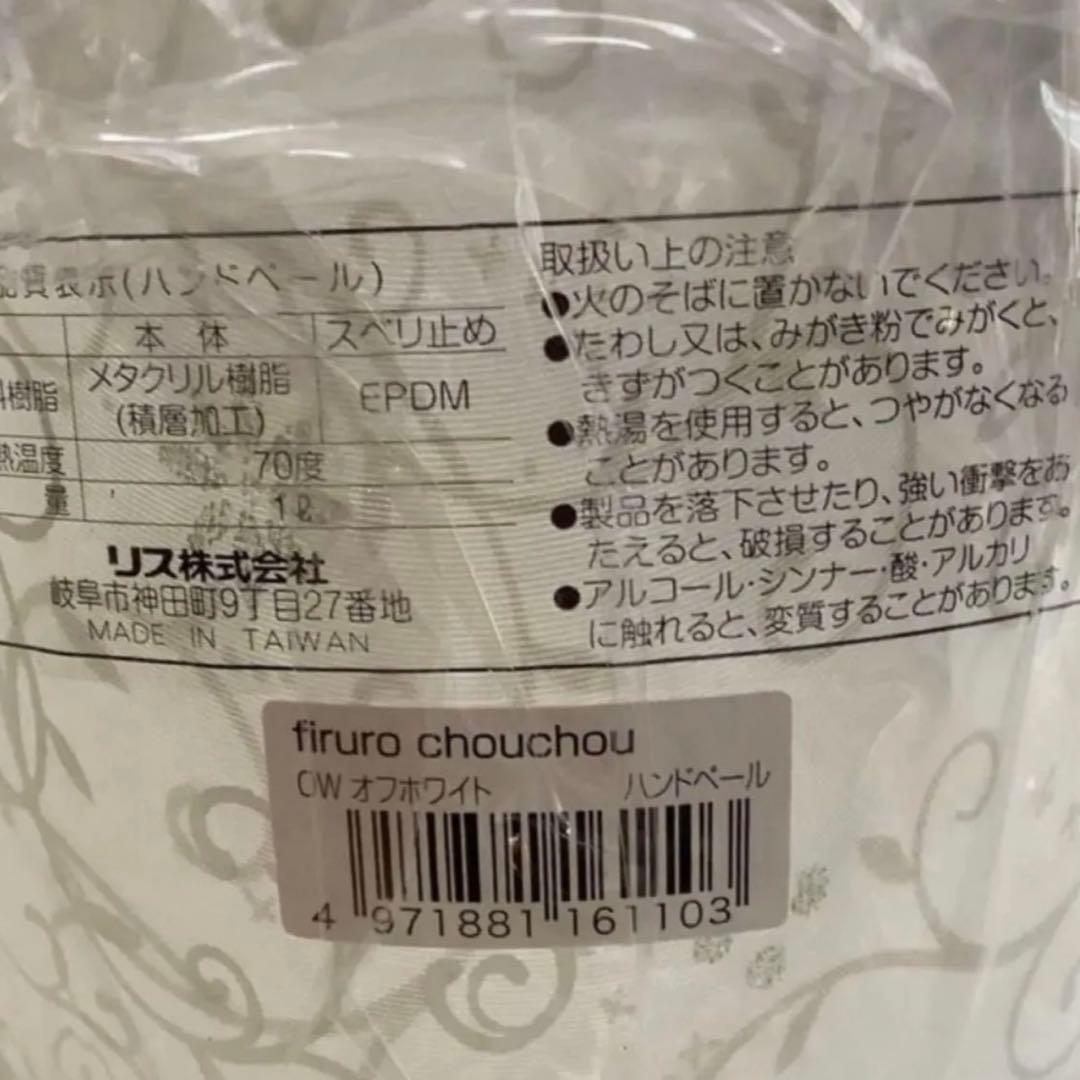 品質表示(ハンドペール)
本体 スベリ止め
料樹脂 メタクリル樹脂 EPDM
(積層加工)
熱温度 70度
量 1ℓ
リス株式会社
岐阜市神田町9丁目27番地
MADE IN TAIWAN
取扱い上の注意
●火のそばに置かないでください。
●たわし又は、みがき粉でみがくと、
きずがつくことがあります。
●熱湯を使用すると、つやがなくなる
ことがあります。
●製品を落下させたり、強い衝撃をお
たえると、破損することがあります。
●アルコール・シンナー・酸・アルカリ
に触れると、変質することがあります。
firuro chouchou
OW オフホワイト ハンドペール
4 971881 161103